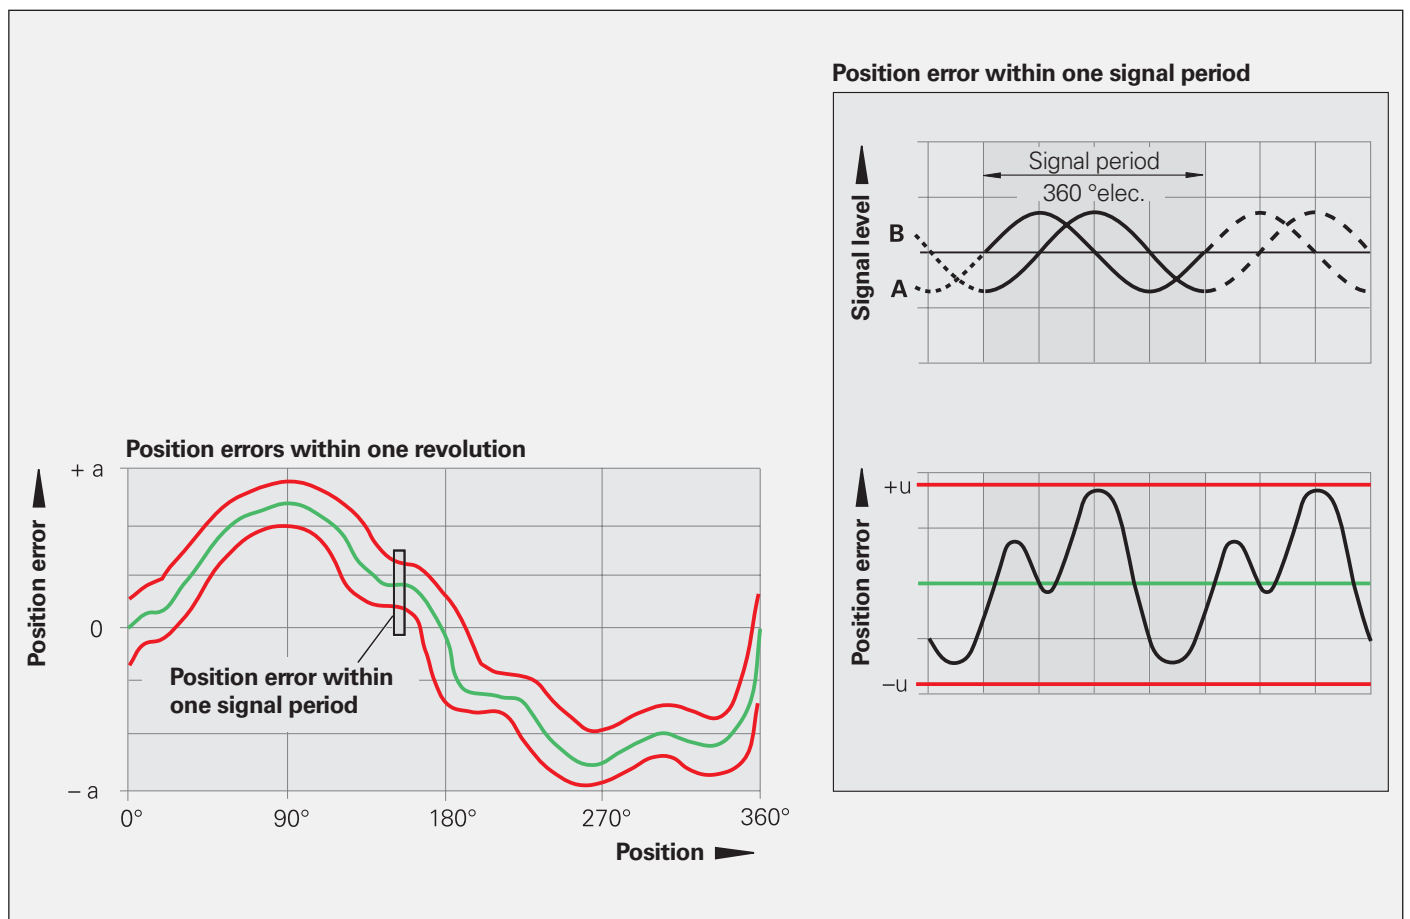 Position error within one signal period
Signal level
Signal period
360 °elec.
B
A
Position errors within one revolution
Position error
+ a
0
– a
Position error within
one signal period
0°
90°
180°
270°
360°
Position
Position error
+u
–u